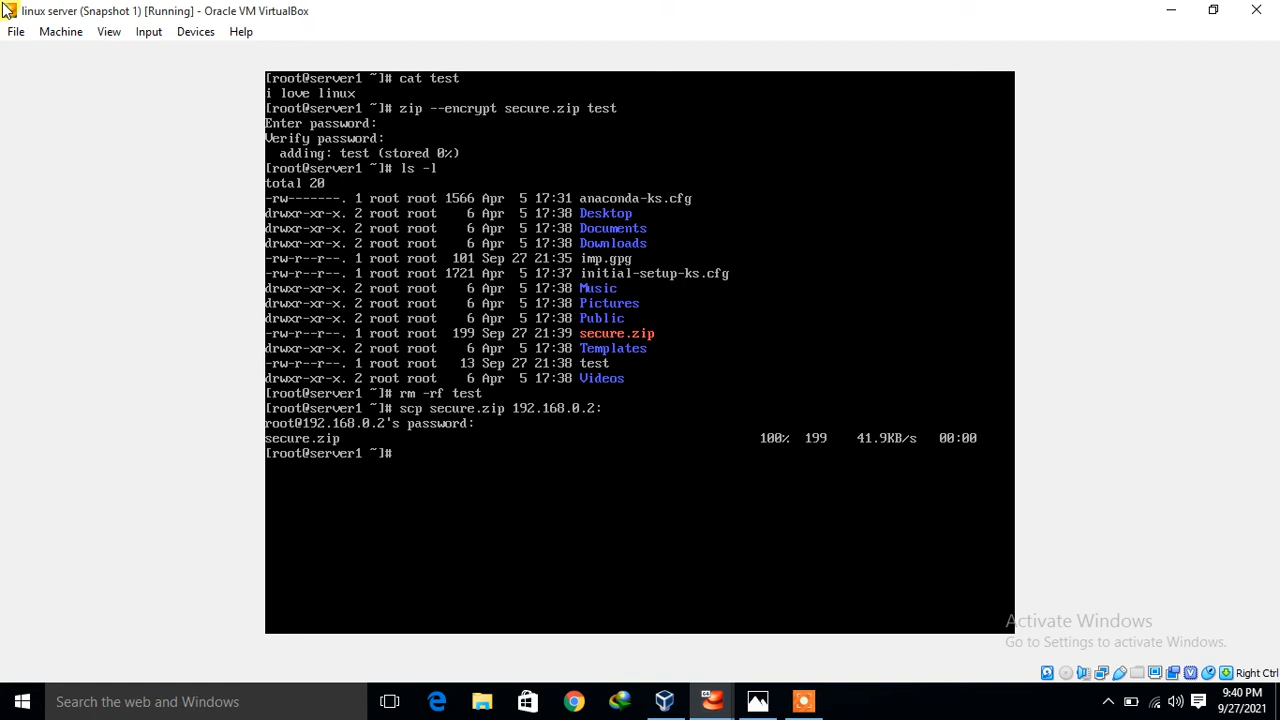 linux server (Snapshot 1) [Running] - Oracle VM VirtualBox
File Machine View Input Devices Help
[root@server1 ~]# cat test
i love linux
[root@server1 ~]# zip --encrypt secure.zip test
Enter password:
Verify password:
  adding: test (stored 0%)
[root@server1 ~]# ls -l
total 20
-rw-------. 1 root root 1566 Apr  5 17:31 anaconda-ks.cfg
drwxr-xr-x. 2 root root    6 Apr  5 17:38 Desktop
drwxr-xr-x. 2 root root    6 Apr  5 17:38 Documents
drwxr-xr-x. 2 root root    6 Apr  5 17:38 Downloads
-rw-r--r--. 1 root root  101 Sep 27 21:35 imp.gpg
-rw-r--r--. 1 root root 1721 Apr  5 17:37 initial-setup-ks.cfg
drwxr-xr-x. 2 root root    6 Apr  5 17:38 Music
drwxr-xr-x. 2 root root    6 Apr  5 17:38 Pictures
drwxr-xr-x. 2 root root    6 Apr  5 17:38 Public
-rw-r--r--. 1 root root  199 Sep 27 21:39 secure.zip
drwxr-xr-x. 2 root root    6 Apr  5 17:38 Templates
-rw-r--r--. 1 root root   13 Sep 27 21:38 test
drwxr-xr-x. 2 root root    6 Apr  5 17:38 Videos
[root@server1 ~]# rm -rf test
[root@server1 ~]# scp secure.zip 192.168.0.2:
root@192.168.0.2's password:
secure.zip 100% 199 41.9KB/s 00:00
[root@server1 ~]#
Activate Windows
Go to Settings to activate Windows.
Right Ctrl
Search the web and Windows
9:40 PM
9/27/2021